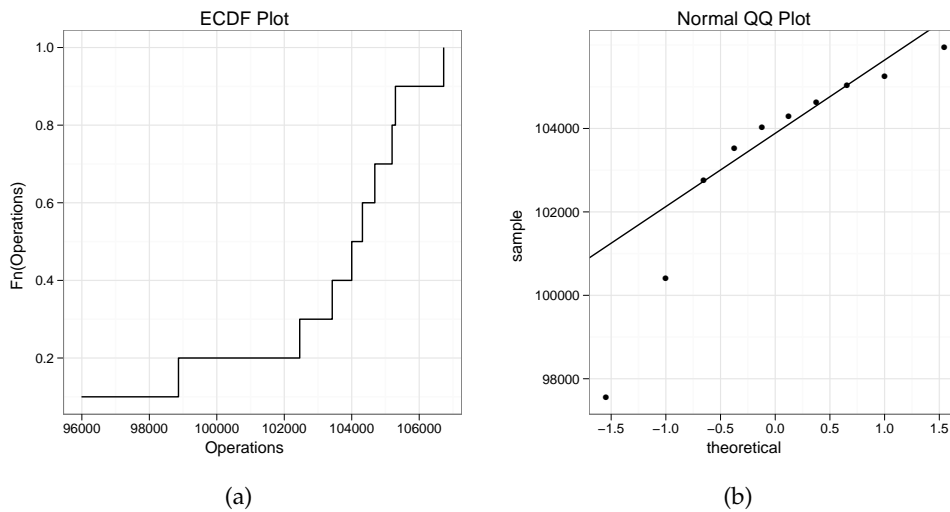 ECDF Plot
1.0
0.8
0.6
0.4
0.2
Fn(Operations)
96000 98000 100000 102000 104000 106000
Operations
(a)
Normal QQ Plot
104000
102000
100000
98000
sample
−1.5 −1.0 −0.5 0.0 0.5 1.0 1.5
theoretical
(b)